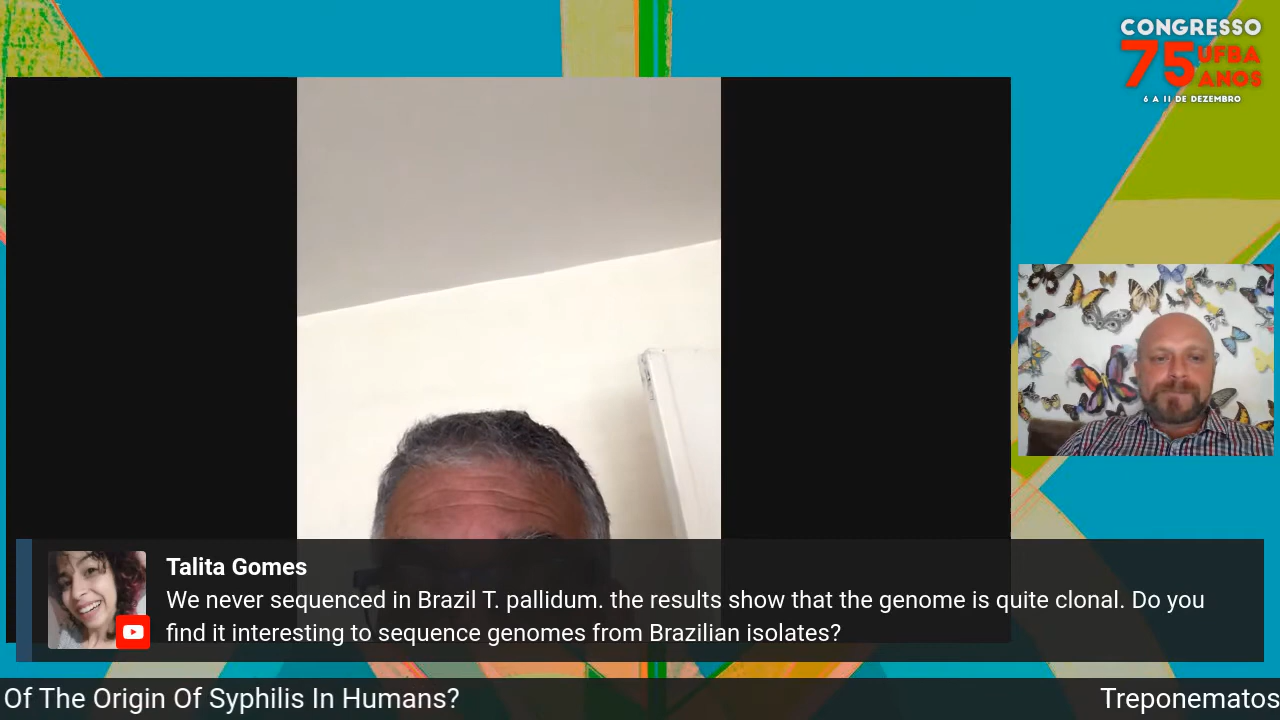 CONGRESSO
75 UFBA
ANOS
6 A 11 DE DEZEMBRO
Talita Gomes
We never sequenced in Brazil T. pallidum. the results show that the genome is quite clonal. Do you
find it interesting to sequence genomes from Brazilian isolates?
Of The Origin Of Syphilis In Humans? Treponematos